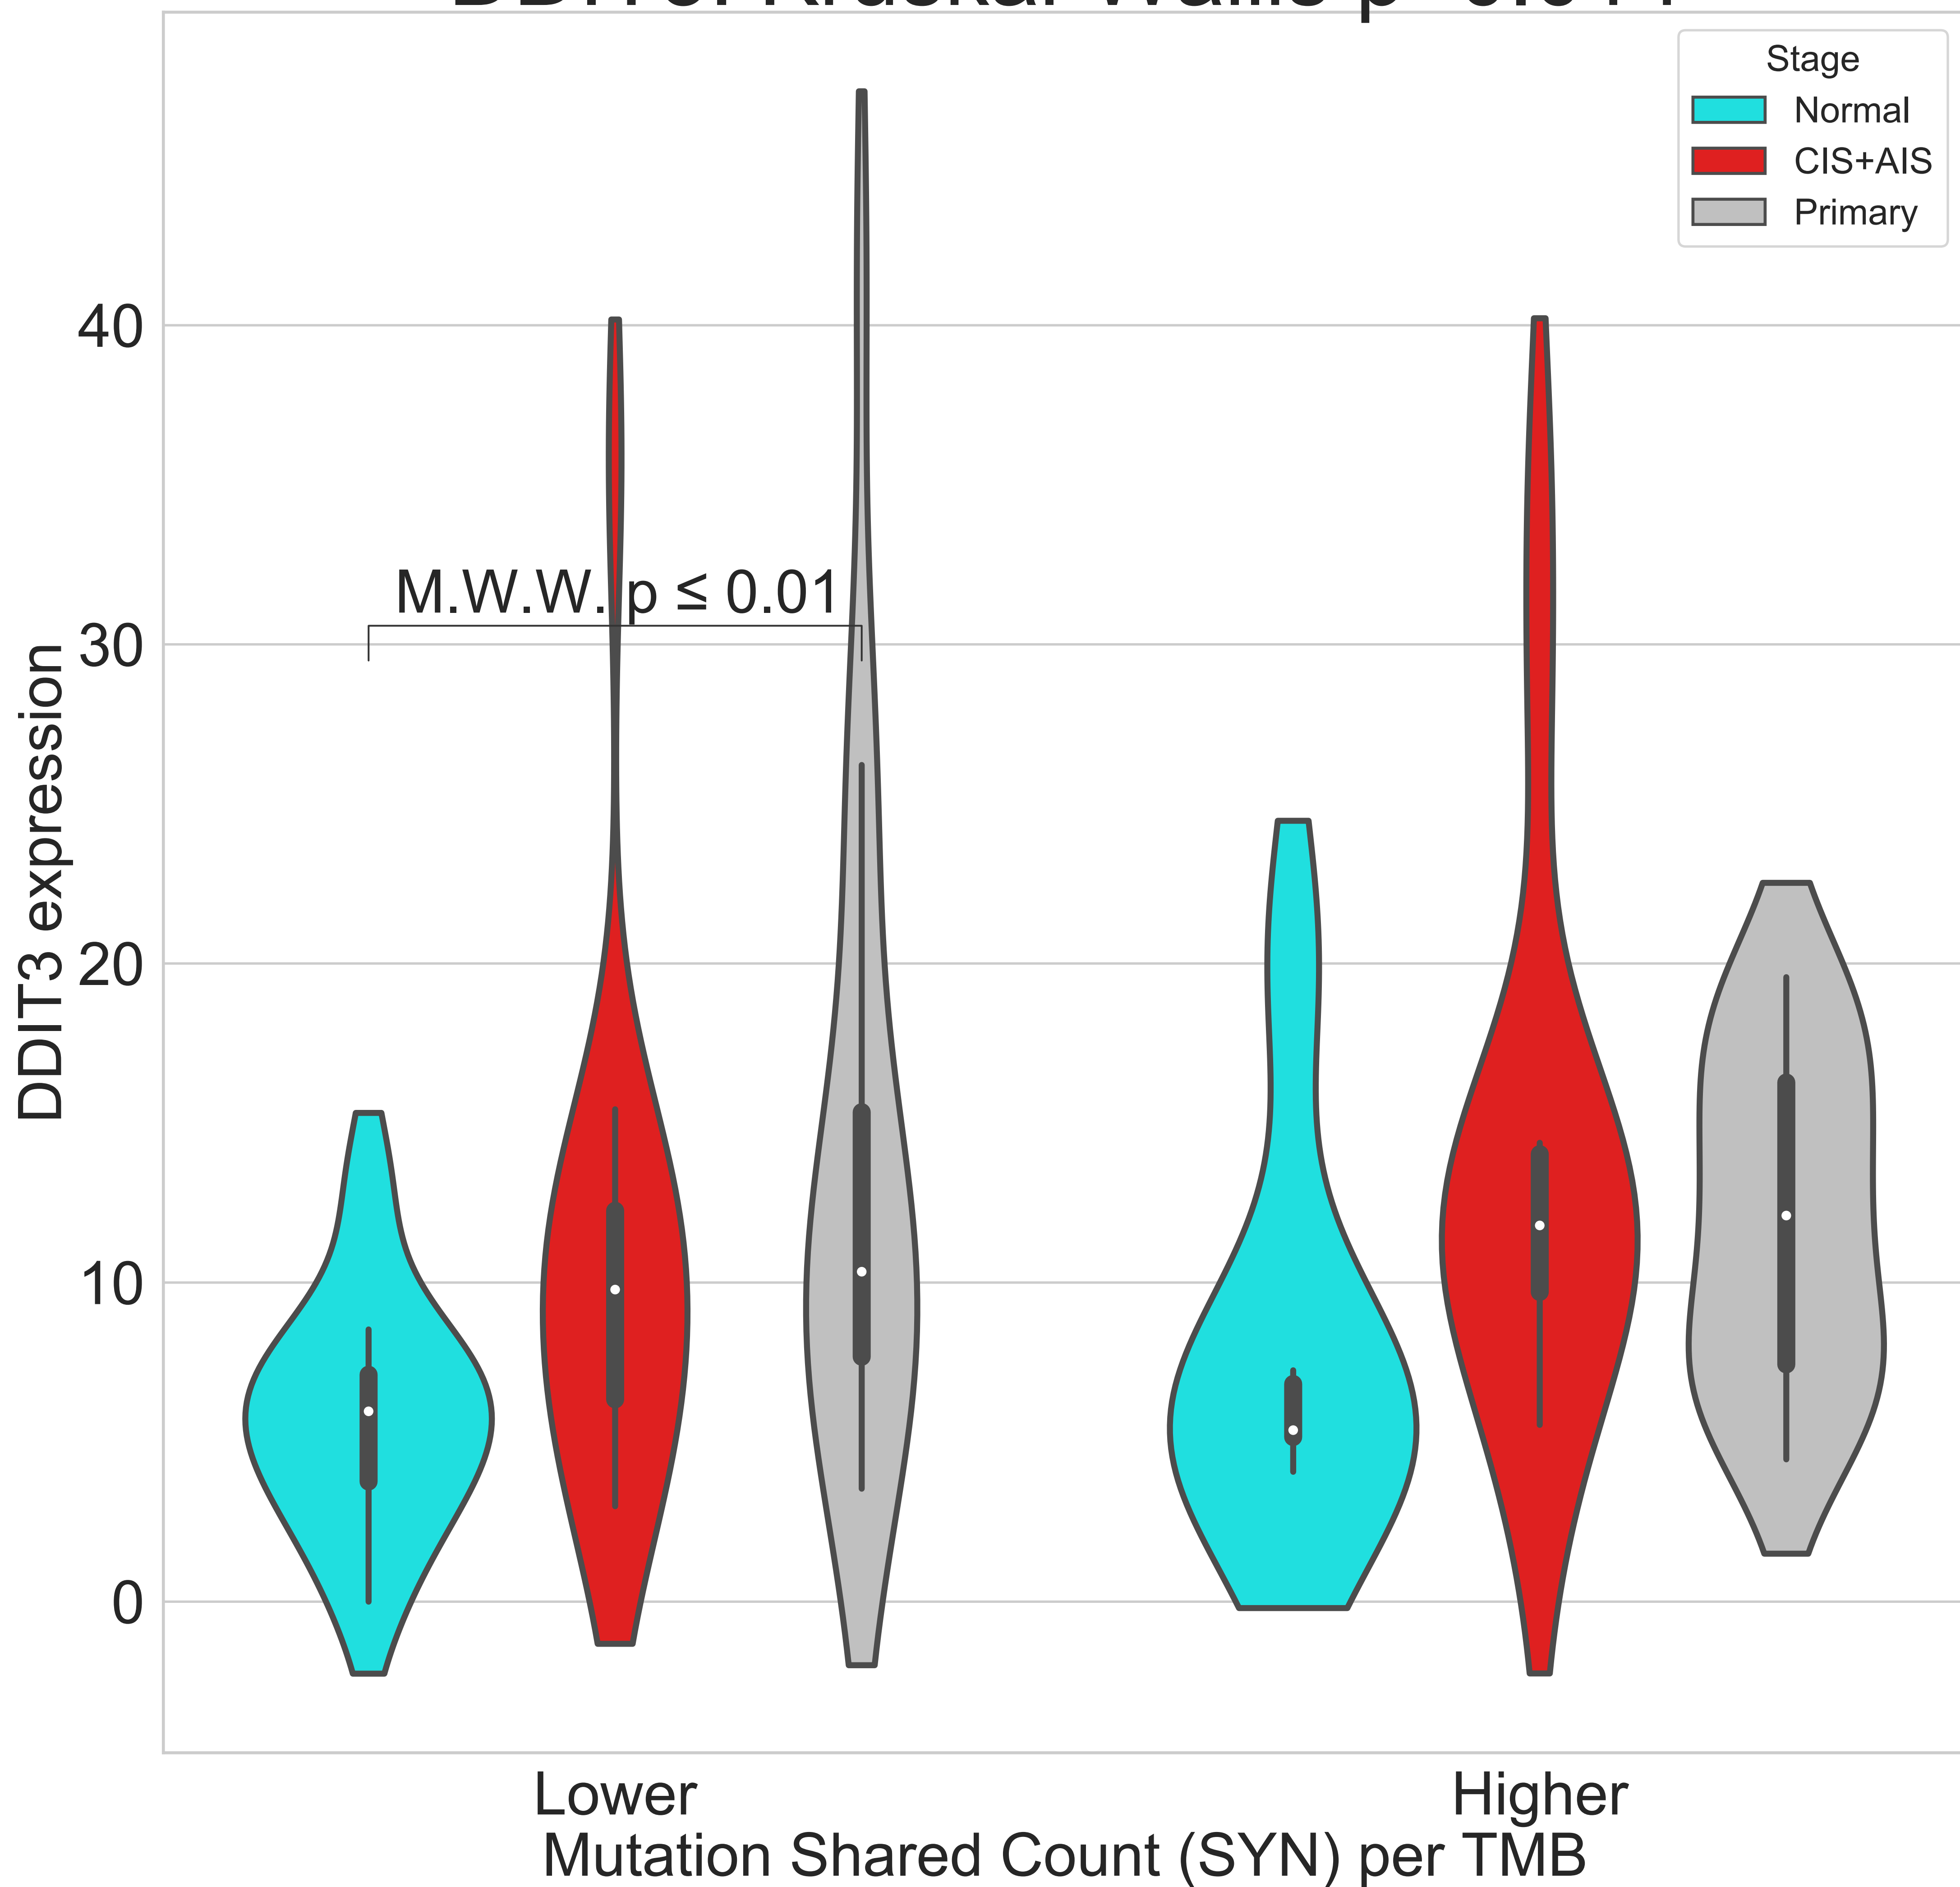 Stage
Normal
CIS+AIS
Primary
40
30
20
10
0
DDIT3 expression
M.W.W. p ≤ 0.01
Lower
Higher
Mutation Shared Count (SYN) per TMB